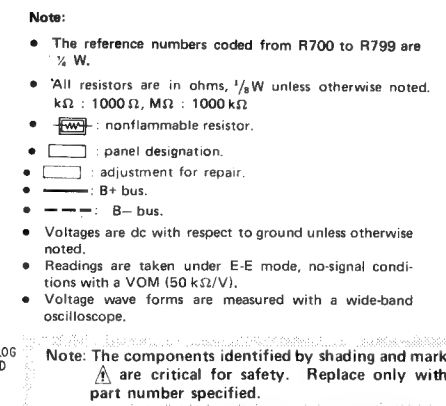 Note:
• The reference numbers coded from R700 to R799 are
¼ W.
• All resistors are in ohms, 1/8W unless otherwise noted.
kΩ : 1000 Ω, MΩ : 1000 kΩ
• : nonflammable resistor.
• : panel designation.
• : adjustment for repair.
• : B+ bus.
• : B– bus.
• Voltages are dc with respect to ground unless otherwise
noted.
• Readings are taken under E-E mode, no-signal condi-
tions with a VOM (50 kΩ/V).
• Voltage wave forms are measured with a wide-band
oscilloscope.
OG
D
Note: The components identified by shading and mark
⚠ are critical for safety. Replace only with
part number specified.